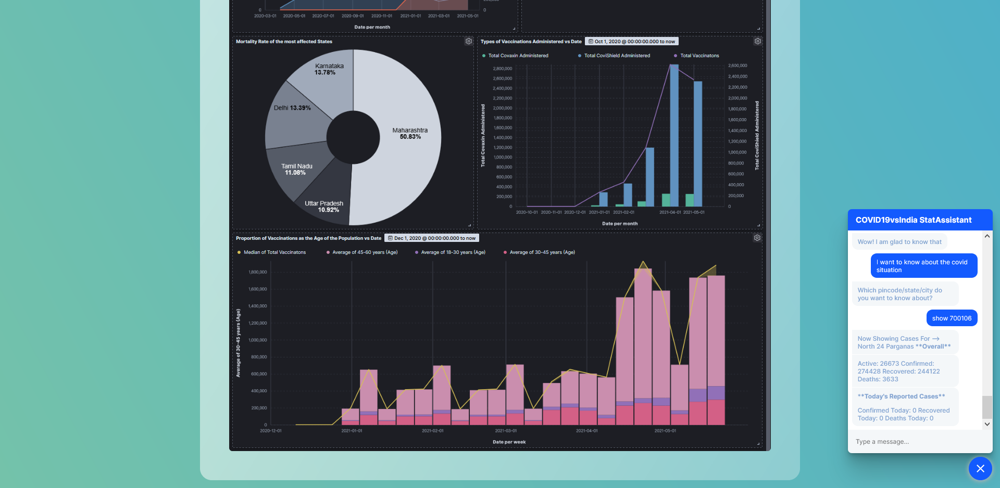 0
0
2020-03-01 2020-05-01 2020-07-01 2020-09-01 2020-11-01 2021-01-01 2021-03-01 2021-05-01
Date per month
Mortality Rate of the most affected States
Karnataka
13.78%
Delhi 13.39%
Maharashtra
50.83%
Tamil Nadu
11.08%
Uttar Pradesh
10.92%
Types of Vaccinations Administered vs Date
Oct 1, 2020 @ 00:00:00.000 to now
Total Covaxin Administered
Total CoviShield Administered
Total Vaccinatons
Total Covaxin Administered
2,800,000
2,600,000
2,400,000
2,200,000
2,000,000
1,800,000
1,600,000
1,400,000
1,200,000
1,000,000
800,000
600,000
400,000
200,000
0
2,600,000
2,400,000
2,200,000
2,000,000
1,800,000
1,600,000
1,400,000
1,200,000
1,000,000
800,000
600,000
400,000
200,000
0
Total CoviShield Administered
2020-10-01 2020-11-01 2020-12-01 2021-01-01 2021-02-01 2021-04-01 2021-05-01
Date per month
Proportion of Vaccinations as the Age of the Population vs Date
Dec 1, 2020 @ 00:00:00.000 to now
Median of Total Vaccinatons
Average of 45-60 years (Age)
Average of 18-30 years (Age)
Average of 30-45 years (Age)
Average of 30-45 years (Age)
1,800,000
1,600,000
1,400,000
1,200,000
1,000,000
800,000
600,000
400,000
200,000
0
2020-12-01 2021-01-01 2021-02-01 2021-03-01 2021-04-01 2021-05-01
Date per week
COVID19vsIndia StatAssistant
Wow! I am glad to know that
I want to know about the covid
situation
Which pincode/state/city do
you want to know about?
show 700106
Now Showing Cases For -->
North 24 Parganas **Overall**
Active: 26673 Confirmed:
274428 Recovered: 244122
Deaths: 3633
**Today's Reported Cases**
Confirmed Today: 0 Recovered
Today: 0 Deaths Today: 0
Type a message...